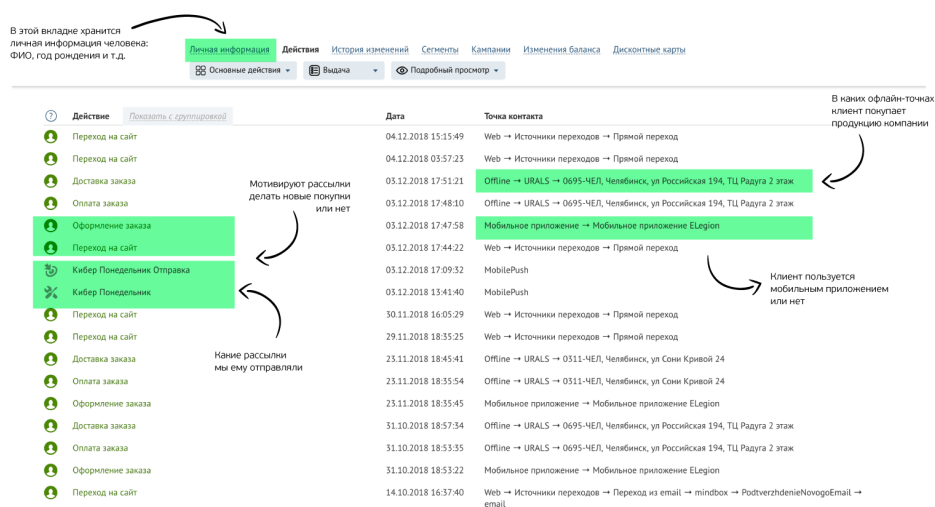 В этой вкладке хранится
личная информация человека:
ФИО, год рождения и т.д.
Личная информация Действия История изменений Сегменты Кампании Изменения баланса Дисконтные карты
Основные действия Выдача Подробный просмотр
В каких офлайн-точках
клиент покупает
продукцию компании
? Действие Показать с группировкой Дата Точка контакта
Переход на сайт 04.12.2018 15:15:49 Web → Источники переходов → Прямой переход
Переход на сайт 04.12.2018 03:57:23 Web → Источники переходов → Прямой переход
Доставка заказа 03.12.2018 17:51:21 Offline → URALS → 0695-ЧЕЛ, Челябинск, ул Российская 194, ТЦ Радуга 2 этаж
Мотивируют рассылки
делать новые покупки
или нет
Оплата заказа 03.12.2018 17:48:10 Offline → URALS → 0695-ЧЕЛ, Челябинск, ул Российская 194, ТЦ Радуга 2 этаж
Оформление заказа 03.12.2018 17:47:58 Мобильное приложение → Мобильное приложение ELegion
Переход на сайт 03.12.2018 17:44:22 Web → Источники переходов → Прямой переход
Кибер Понедельник Отправка 03.12.2018 17:09:32 MobilePush
Клиент пользуется
мобильным приложением
или нет
Кибер Понедельник 03.12.2018 13:41:40 MobilePush
Переход на сайт 30.11.2018 16:05:29 Web → Источники переходов → Прямой переход
Переход на сайт 29.11.2018 18:35:25 Web → Источники переходов → Прямой переход
Какие рассылки
мы ему отправляли
Доставка заказа 23.11.2018 18:45:41 Offline → URALS → 0311-ЧЕЛ, Челябинск, ул Сони Кривой 24
Оплата заказа 23.11.2018 18:35:54 Offline → URALS → 0311-ЧЕЛ, Челябинск, ул Сони Кривой 24
Оформление заказа 23.11.2018 18:35:45 Мобильное приложение → Мобильное приложение ELegion
Доставка заказа 31.10.2018 18:57:34 Offline → URALS → 0695-ЧЕЛ, Челябинск, ул Российская 194, ТЦ Радуга 2 этаж
Оплата заказа 31.10.2018 18:53:35 Offline → URALS → 0695-ЧЕЛ, Челябинск, ул Российская 194, ТЦ Радуга 2 этаж
Оформление заказа 31.10.2018 18:53:22 Мобильное приложение → Мобильное приложение ELegion
Переход на сайт 14.10.2018 16:37:40 Web → Источники переходов → Переход из email → mindbox → PodtverzhdenieNovogoEmail →
email